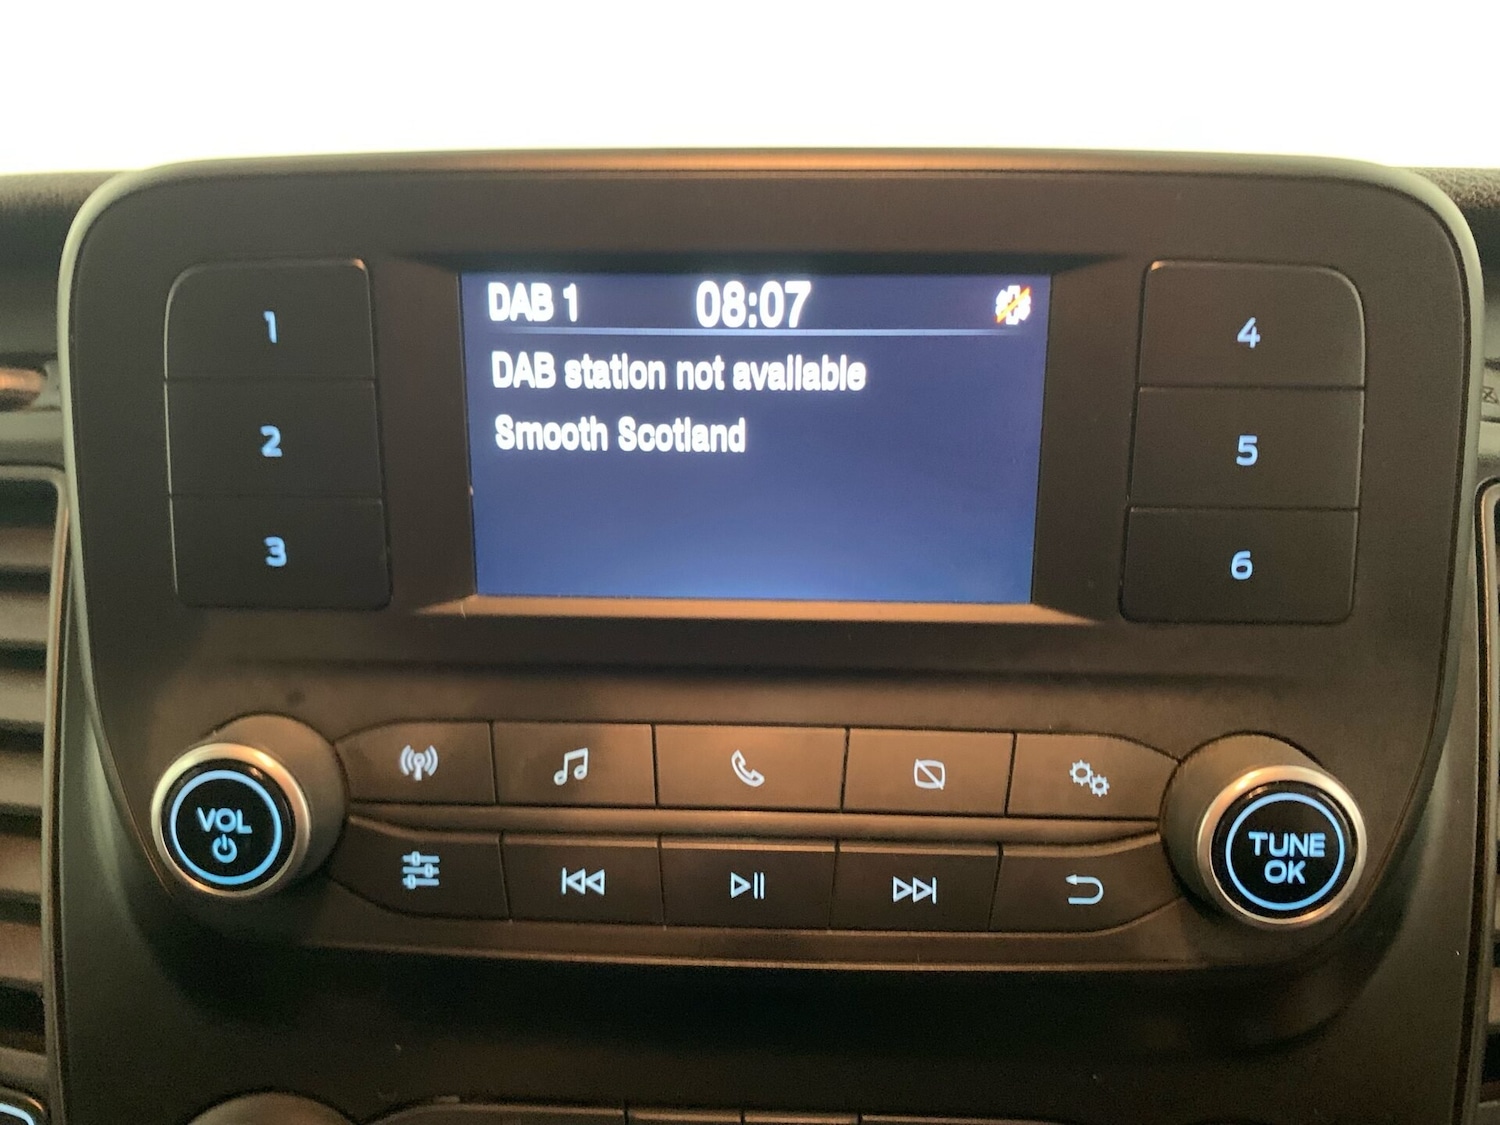 DAB 1 08:07
DAB station not available
Smooth Scotland
1
2
3
4
5
6
VOL
TUNE
OK